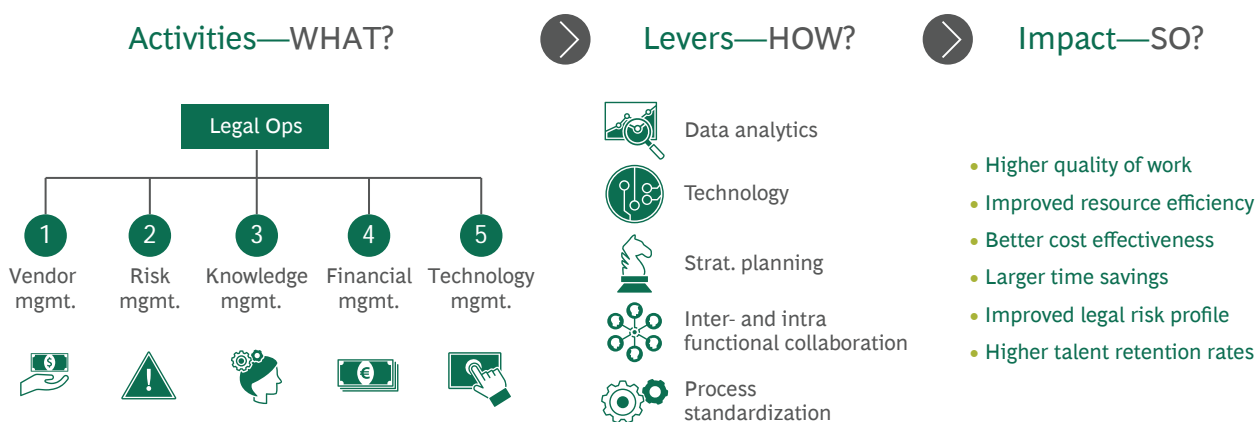 Activities—WHAT?
Levers—HOW?
Impact—SO?
Legal Ops
1
Vendor
mgmt.
2
Risk
mgmt.
3
Knowledge
mgmt.
4
Financial
mgmt.
5
Technology
mgmt.
$
!
€
Data analytics
Technology
Strat. planning
Inter- and intra
functional collaboration
Process
standardization
• Higher quality of work
• Improved resource efficiency
• Better cost effectiveness
• Larger time savings
• Improved legal risk profile
• Higher talent retention rates